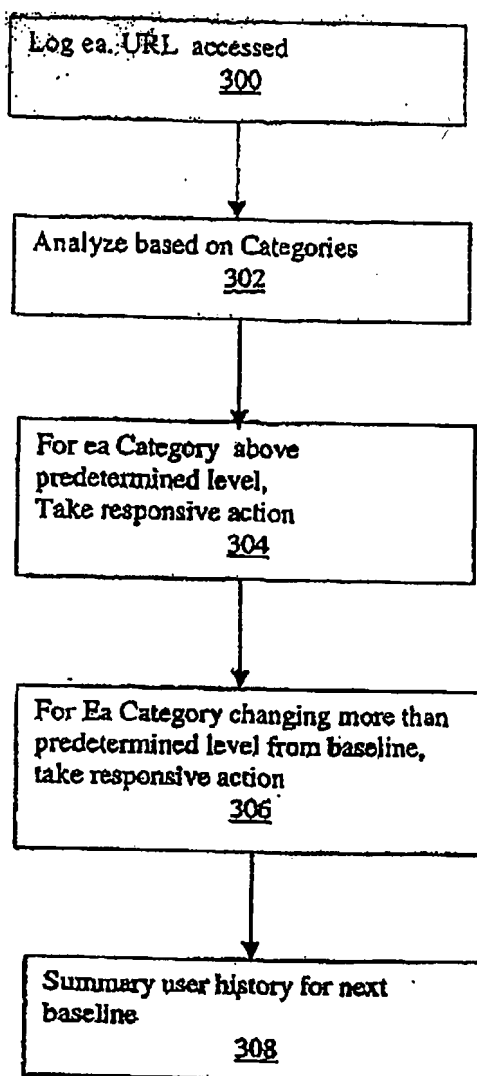 Log ea. URL accessed
300
Analyze based on Categories
302
For ea Category above
predetermined level,
Take responsive action
304
For Ea Category changing more than
predetermined level from baseline,
take responsive action
306
Summary user history for next
baseline
308